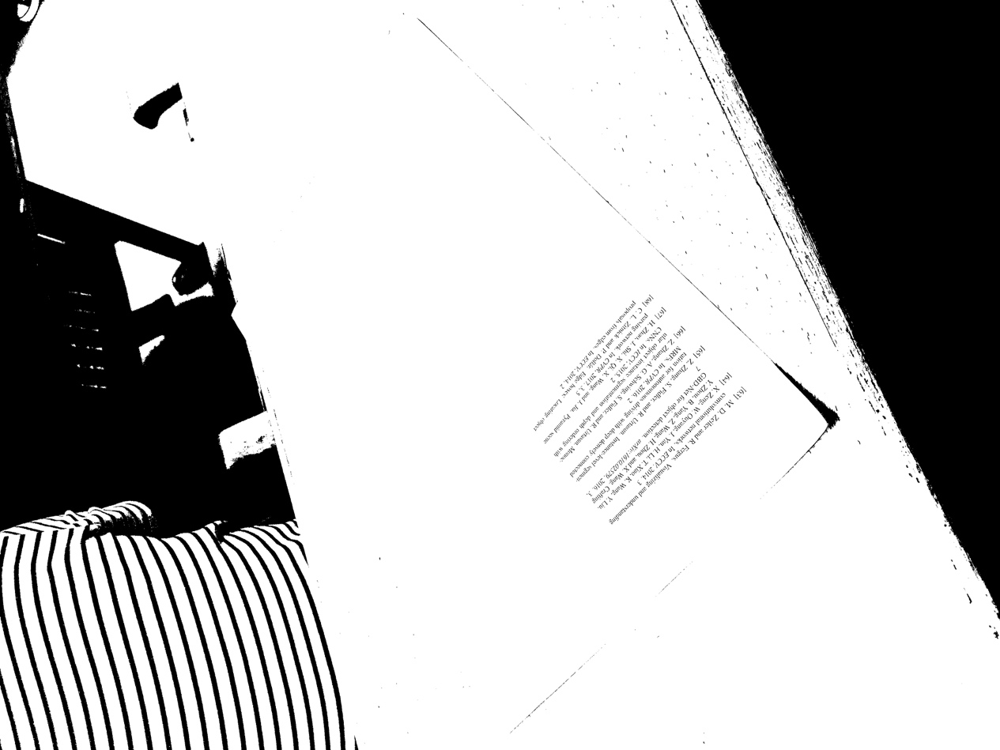 [63] M. D. Zeiler and R. Fergus. Visualizing and understanding
convolutional networks. In ECCV, 2014. 3
[64] X. Zeng, W. Ouyang, J. Yan, H. Li, T. Xiao, K. Wang, Y. Liu,
Y. Zhou, B. Yang, Z. Wang, H. Zhou, and X. Wang. Crafting
GBD-Net for object detection. arXiv:1610.02579, 2016. 3,
7
[65] Z. Zhang, S. Fidler, and R. Urtasun. Instance-level segmen-
tation for autonomous driving with deep densely connected
MRFs. In CVPR, 2016. 2
[66] Z. Zhang, A. G. Schwing, S. Fidler, and R. Urtasun. Monoc-
ular object instance segmentation and depth ordering with
CNNs. In ICCV, 2015. 2
[67] H. Zhao, J. Shi, X. Qi, X. Wang, and J. Jia. Pyramid scene
parsing network. In CVPR, 2017. 3, 5
[68] C. L. Zitnick and P. Dollár. Edge boxes: Locating object
proposals from edges. In ECCV, 2014. 2